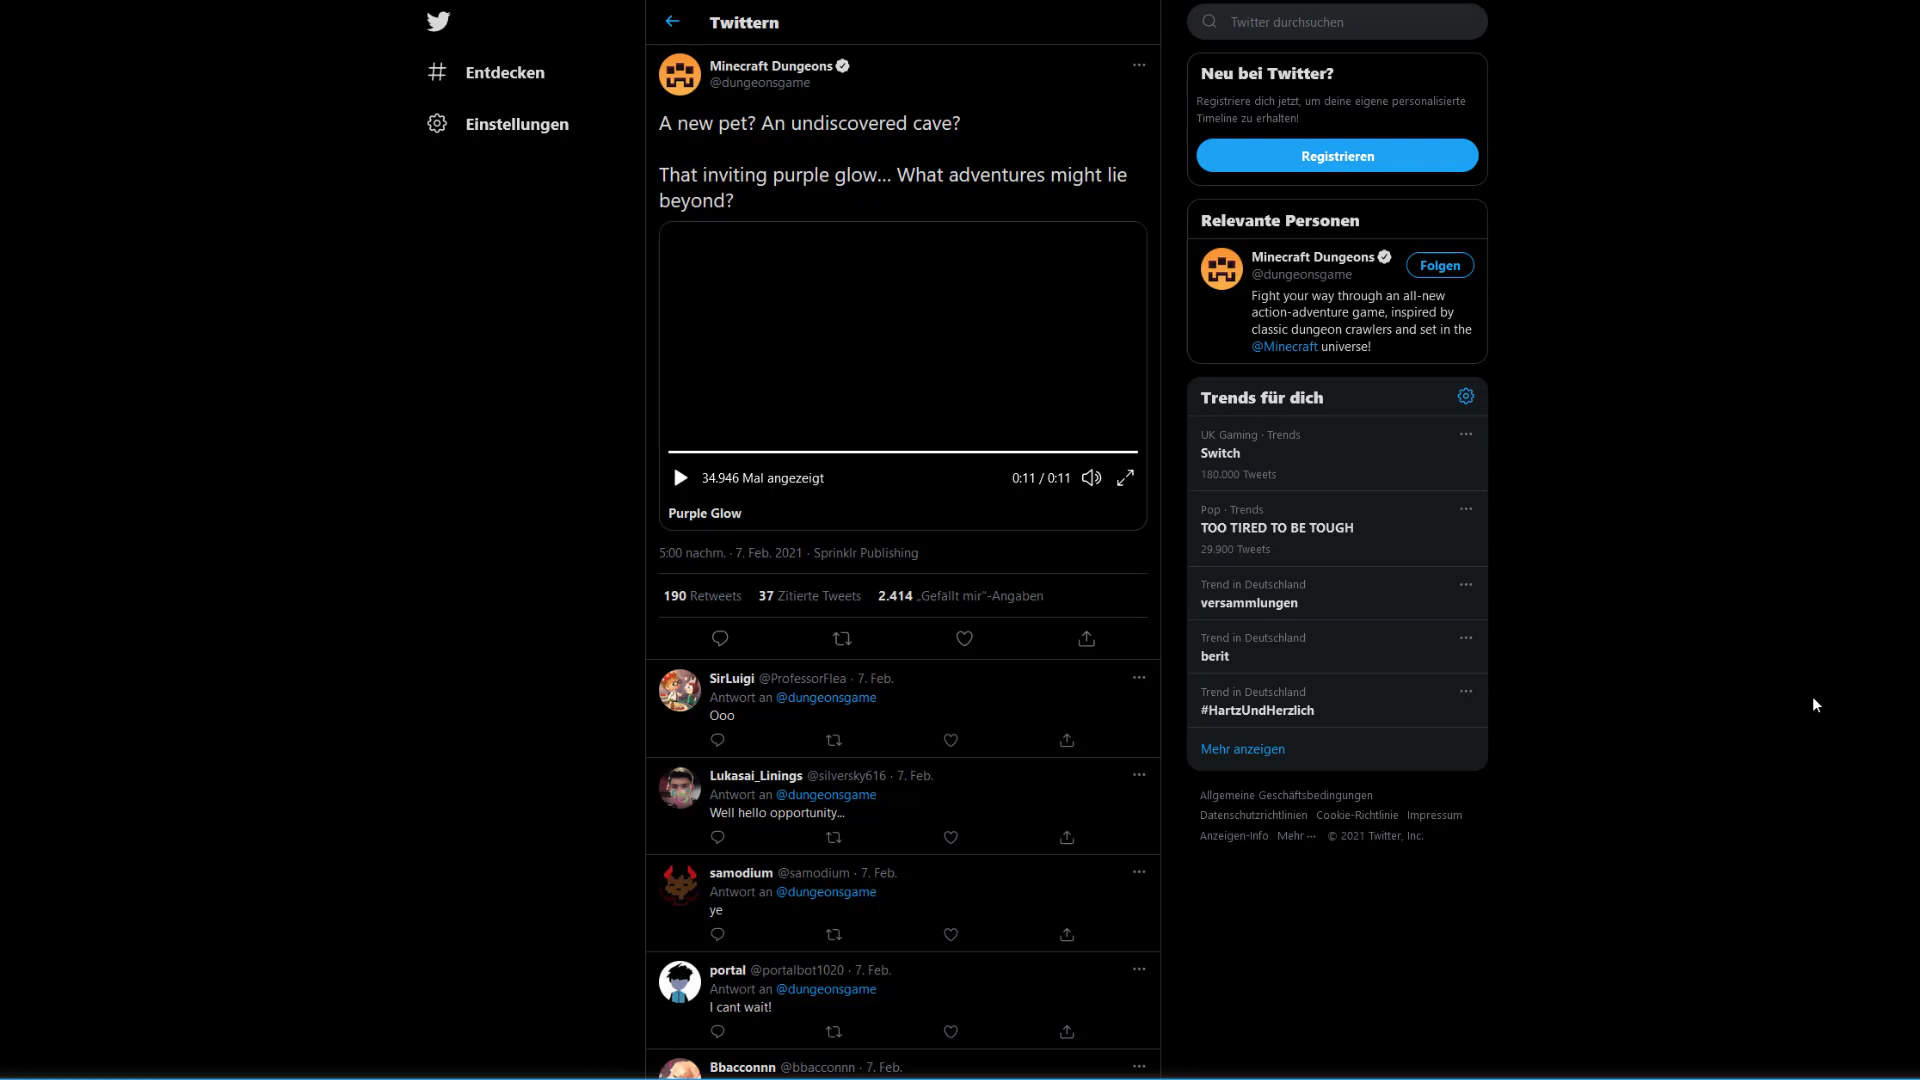 Twittern
Entdecken
Einstellungen
Minecraft Dungeons
@dungeonsgame
A new pet? An undiscovered cave?
That inviting purple glow... What adventures might lie
beyond?
34.946 Mal angezeigt
0:11 / 0:11
Purple Glow
5:00 nachm. · 7. Feb. 2021 · Sprinklr Publishing
190 Retweets 37 Zitierte Tweets 2.414 „Gefällt mir“-Angaben
SirLuigi @ProfessorFlea · 7. Feb.
Antwort an @dungeonsgame
Ooo
Lukasai_Linings @silversky616 · 7. Feb.
Antwort an @dungeonsgame
Well hello opportunity...
samodium @samodium · 7. Feb.
Antwort an @dungeonsgame
ye
portal @portalbot1020 · 7. Feb.
Antwort an @dungeonsgame
I cant wait!
Bbacconnn @bbacconnn · 7. Feb.
Twitter durchsuchen
Neu bei Twitter?
Registriere dich jetzt, um deine eigene personalisierte
Timeline zu erhalten!
Registrieren
Relevante Personen
Minecraft Dungeons
@dungeonsgame
Folgen
Fight your way through an all-new
action-adventure game, inspired by
classic dungeon crawlers and set in the
@Minecraft universe!
Trends für dich
UK Gaming · Trends
Switch
180.000 Tweets
Pop · Trends
TOO TIRED TO BE TOUGH
29.900 Tweets
Trend in Deutschland
versammlungen
Trend in Deutschland
berit
Trend in Deutschland
#HartzUndHerzlich
Mehr anzeigen
Allgemeine Geschäftsbedingungen
Datenschutzrichtlinien Cookie-Richtlinie Impressum
Anzeigen-Info Mehr ··· © 2021 Twitter, Inc.